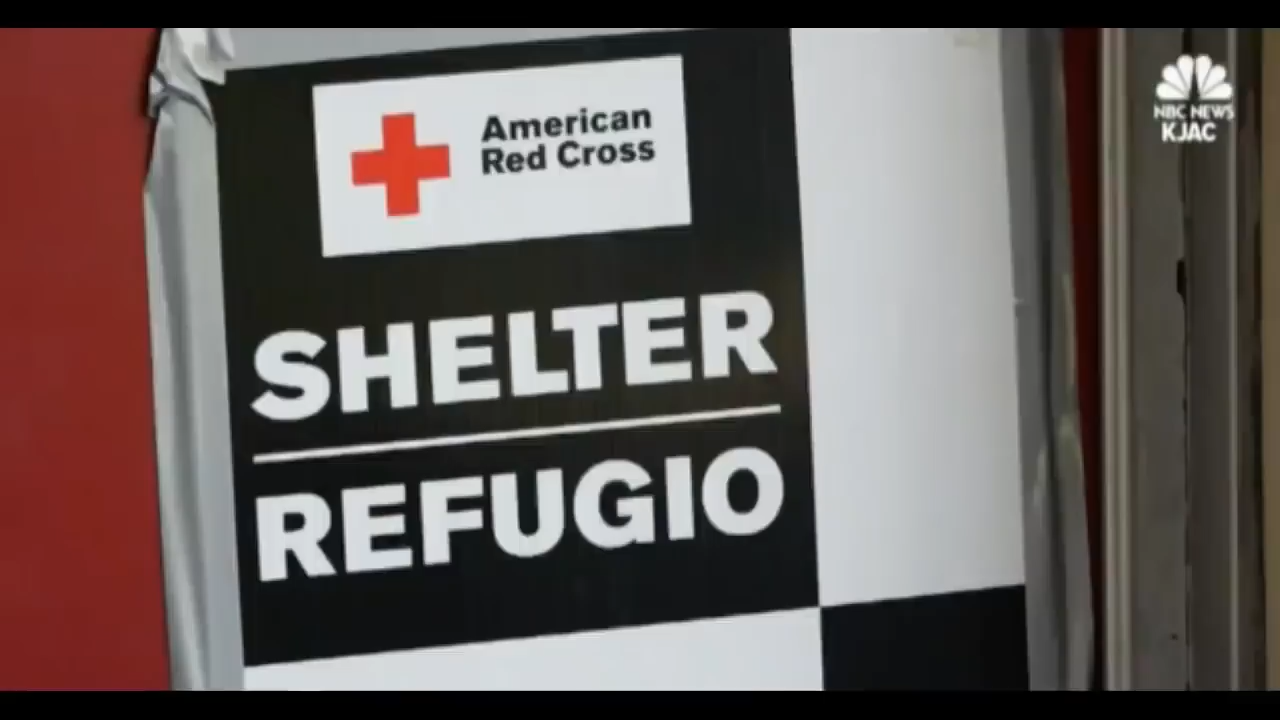 American
Red Cross
SHELTER
REFUGIO
NBC NEWS
KJAC